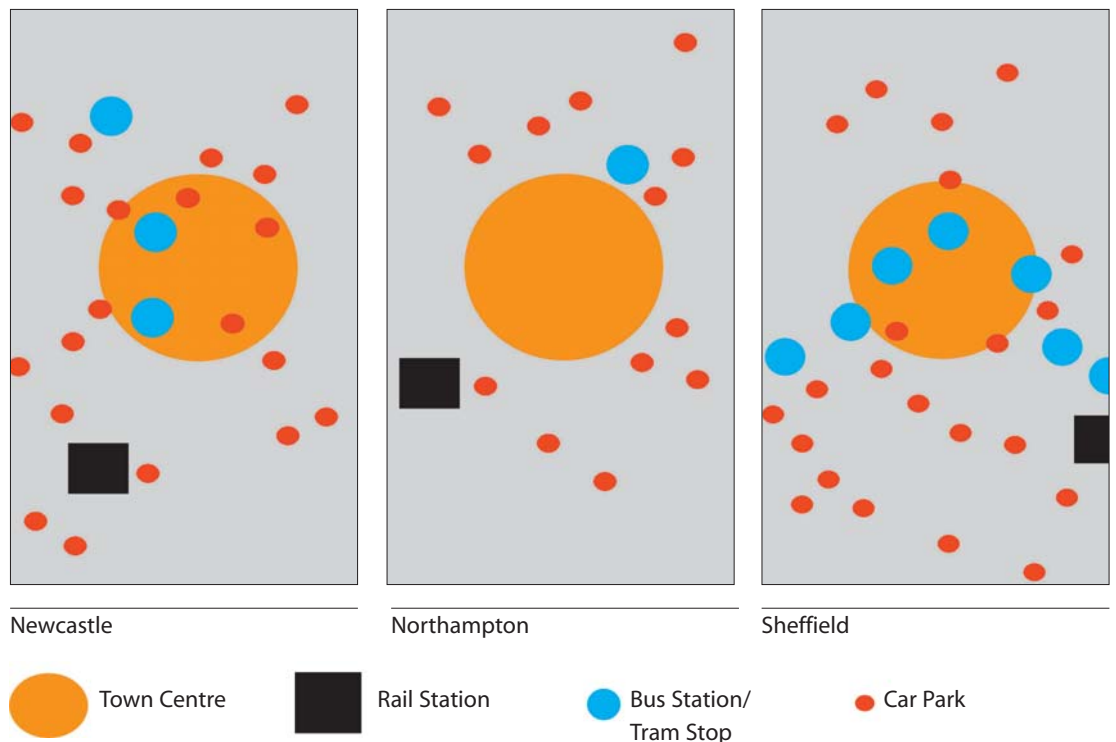 Newcastle
Northampton
Sheffield
Town Centre
Rail Station
Bus Station/
Tram Stop
Car Park